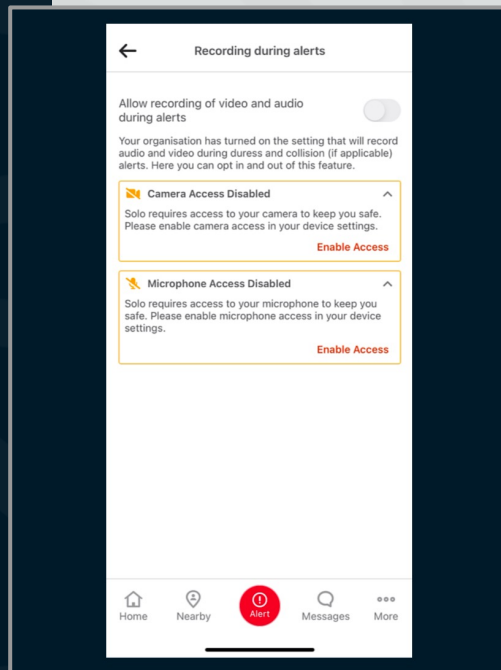 Recording during alerts
Allow recording of video and audio
during alerts
Your organisation has turned on the setting that will record
audio and video during duress and collision (if applicable)
alerts. Here you can opt in and out of this feature.
Camera Access Disabled
Solo requires access to your camera to keep you safe.
Please enable camera access in your device settings.
Enable Access
Microphone Access Disabled
Solo requires access to your microphone to keep you
safe. Please enable microphone access in your device
settings.
Enable Access
Home
Nearby
Alert
Messages
More